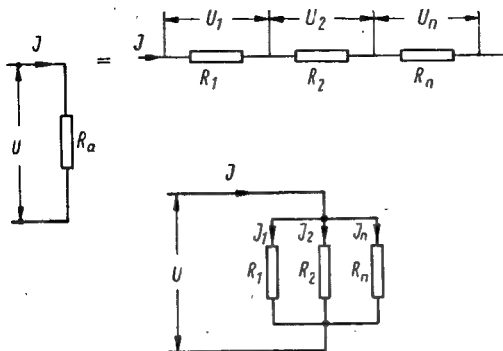 U₁ U₂ Uₙ
J = J
R₁ R₂ Rₙ
U Rₐ
J
J₁ J₂ Jₙ
U R₁ R₂ Rₙ